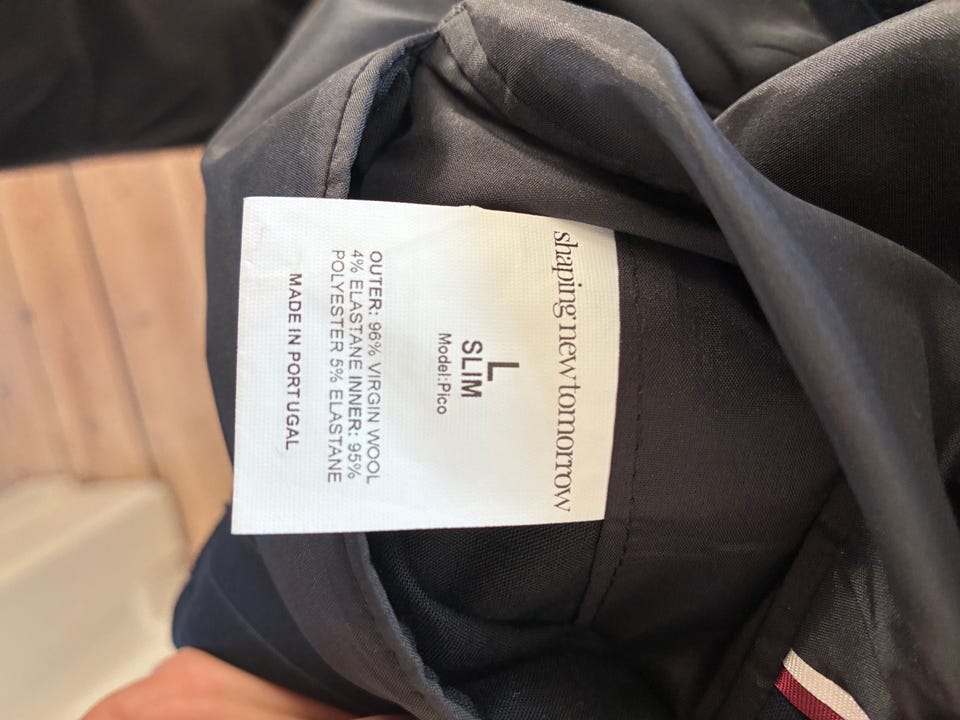 shaping new tomorrow
L
SLIM
Model:Pico
OUTER: 96% VIRGIN WOOL
4% ELASTANE INNER: 95%
POLYESTER 5% ELASTANE
MADE IN PORTUGAL